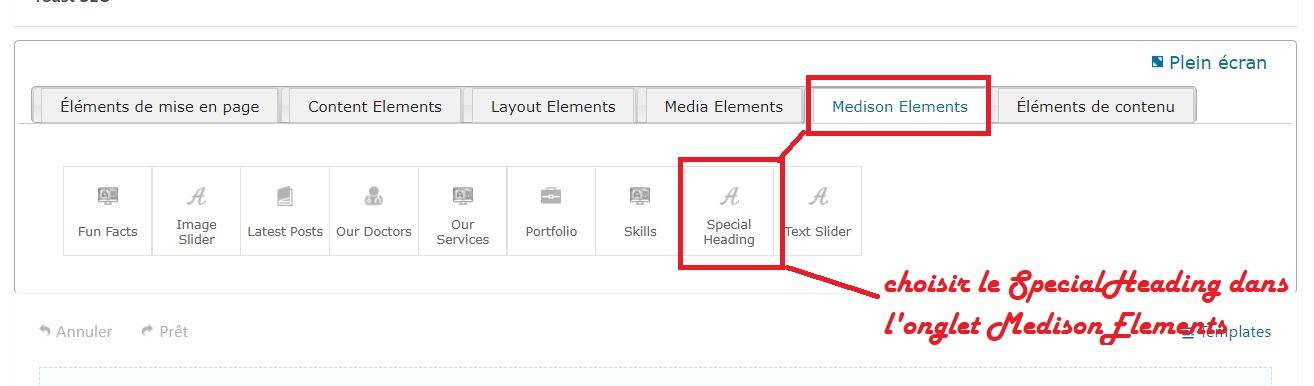 Yoast SEO
Plein écran
Éléments de mise en page Content Elements Layout Elements Media Elements Medison Elements Éléments de contenu
Fun Facts
Image
Slider
Latest Posts
Our Doctors
Our
Services
Portfolio
Skills
Special
Heading
Text Slider
choisir le SpecialHeading dans
l'onglet Medison Elements
Annuler Prêt Templates